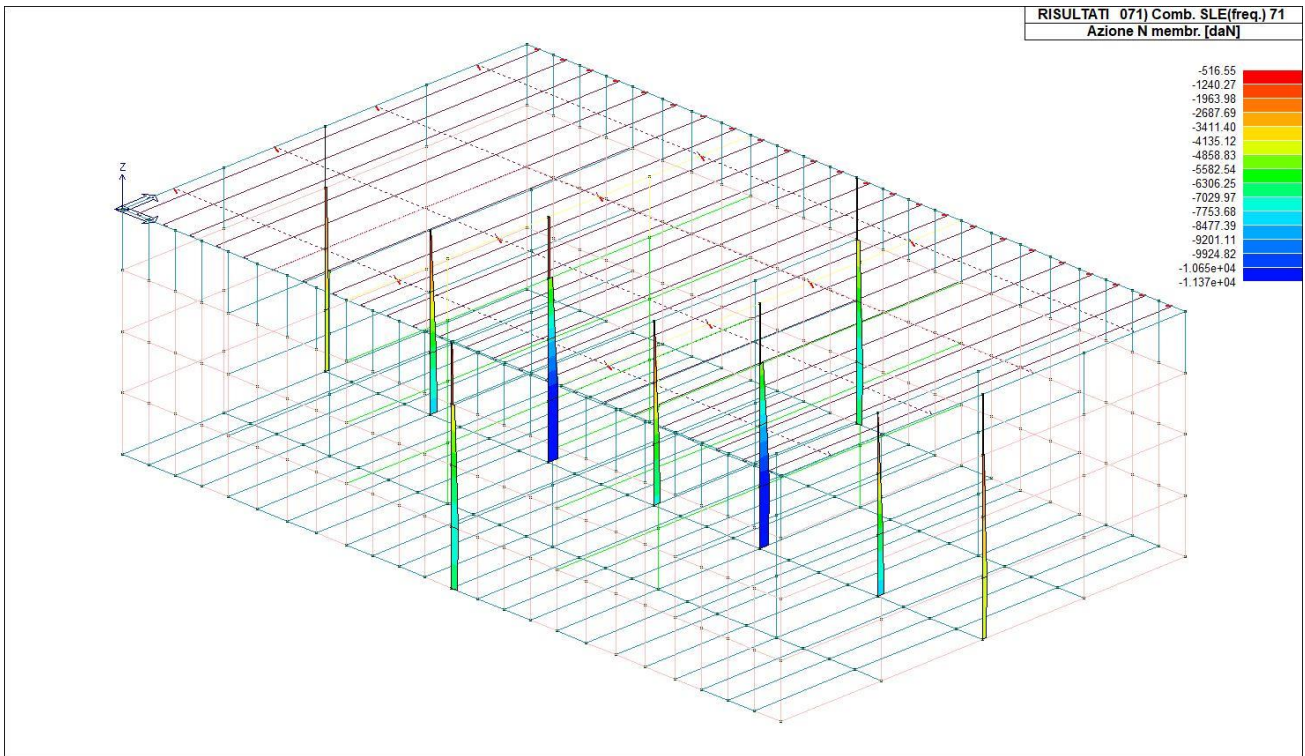 RISULTATI 071) Comb. SLE(freq.) 71
Azione N membr. [daN]
-516.55
-1240.27
-1963.98
-2687.69
-3411.40
-4135.12
-4858.83
-5582.54
-6306.25
-7029.97
-7753.68
-8477.39
-9201.11
-9924.82
-1.065e+04
-1.137e+04
Z